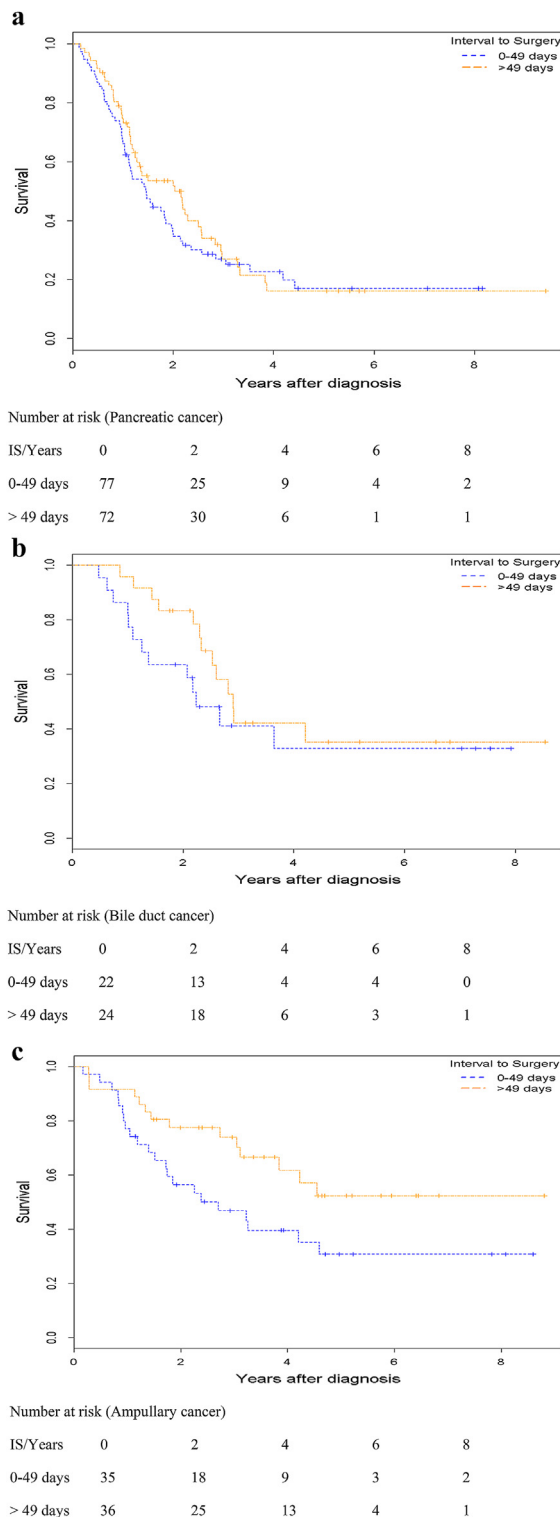 a
Interval to Surgery
0-49 days
>49 days
1.0
0.8
0.6
0.4
0.2
0.0
Survival
0 2 4 6 8
Years after diagnosis
Number at risk (Pancreatic cancer)
IS/Years 0 2 4 6 8
0-49 days 77 25 9 4 2
> 49 days 72 30 6 1 1
b
Interval to Surgery
0-49 days
>49 days
1.0
0.8
0.6
0.4
0.2
0.0
Survival
0 2 4 6 8
Years after diagnosis
Number at risk (Bile duct cancer)
IS/Years 0 2 4 6 8
0-49 days 22 13 4 4 0
> 49 days 24 18 6 3 1
c
Interval to Surgery
0-49 days
>49 days
1.0
0.8
0.6
0.4
0.2
0.0
Survival
0 2 4 6 8
Years after diagnosis
Number at risk (Ampullary cancer)
IS/Years 0 2 4 6 8
0-49 days 35 18 9 3 2
> 49 days 36 25 13 4 1